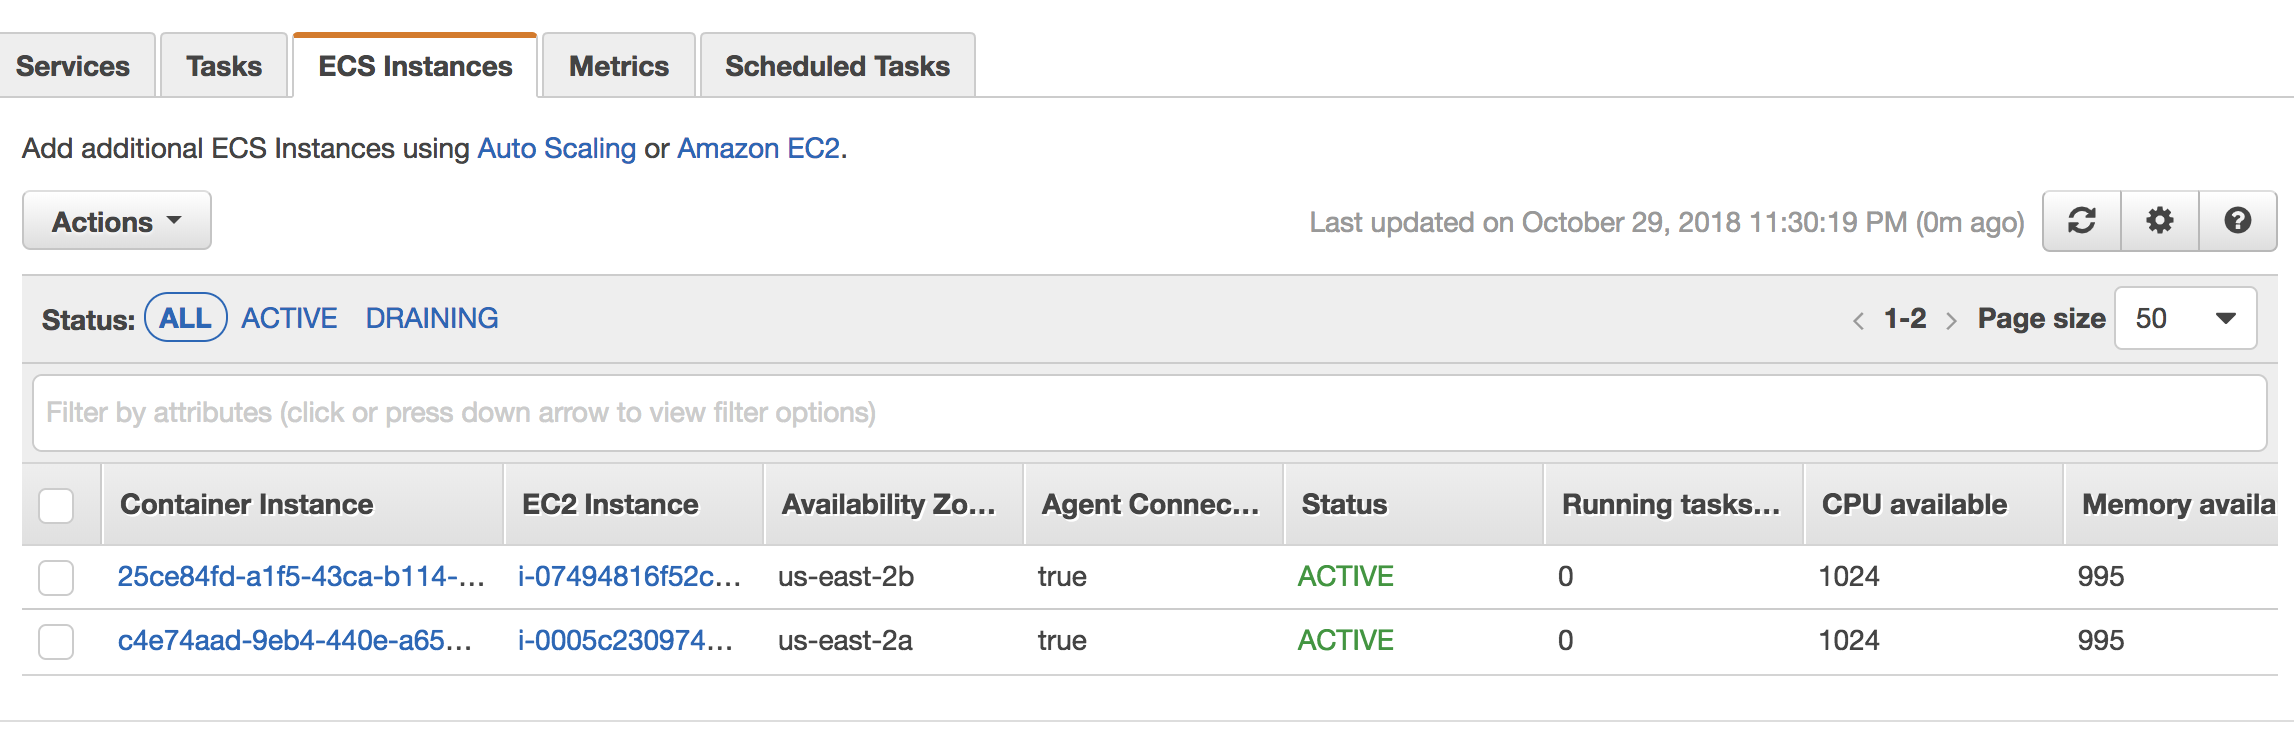 Services Tasks ECS Instances Metrics Scheduled Tasks
Add additional ECS Instances using Auto Scaling or Amazon EC2.
Actions Last updated on October 29, 2018 11:30:19 PM (0m ago)
Status: ALL ACTIVE DRAINING 1-2 Page size 50
Filter by attributes (click or press down arrow to view filter options)
Container Instance EC2 Instance Availability Zo... Agent Connec... Status Running tasks... CPU available Memory availa
25ce84fd-a1f5-43ca-b114-... i-07494816f52c... us-east-2b true ACTIVE 0 1024 995
c4e74aad-9eb4-440e-a65... i-0005c230974... us-east-2a true ACTIVE 0 1024 995